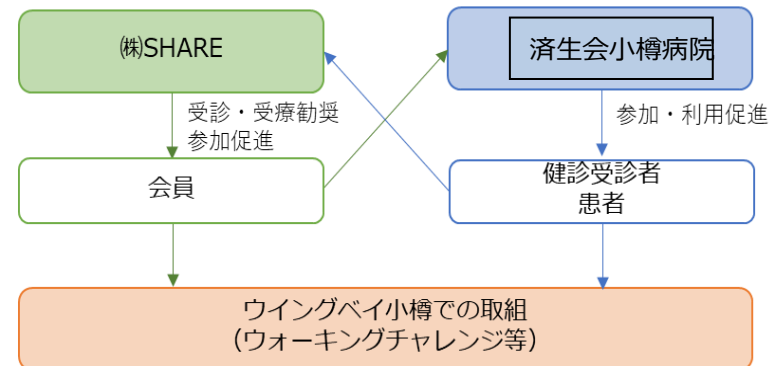 ㈱SHARE
済生会小樽病院
受診・受療勧奨
参加促進
参加・利用促進
会員
健診受診者
患者
ウイングベイ小樽での取組
（ウォーキングチャレンジ等）